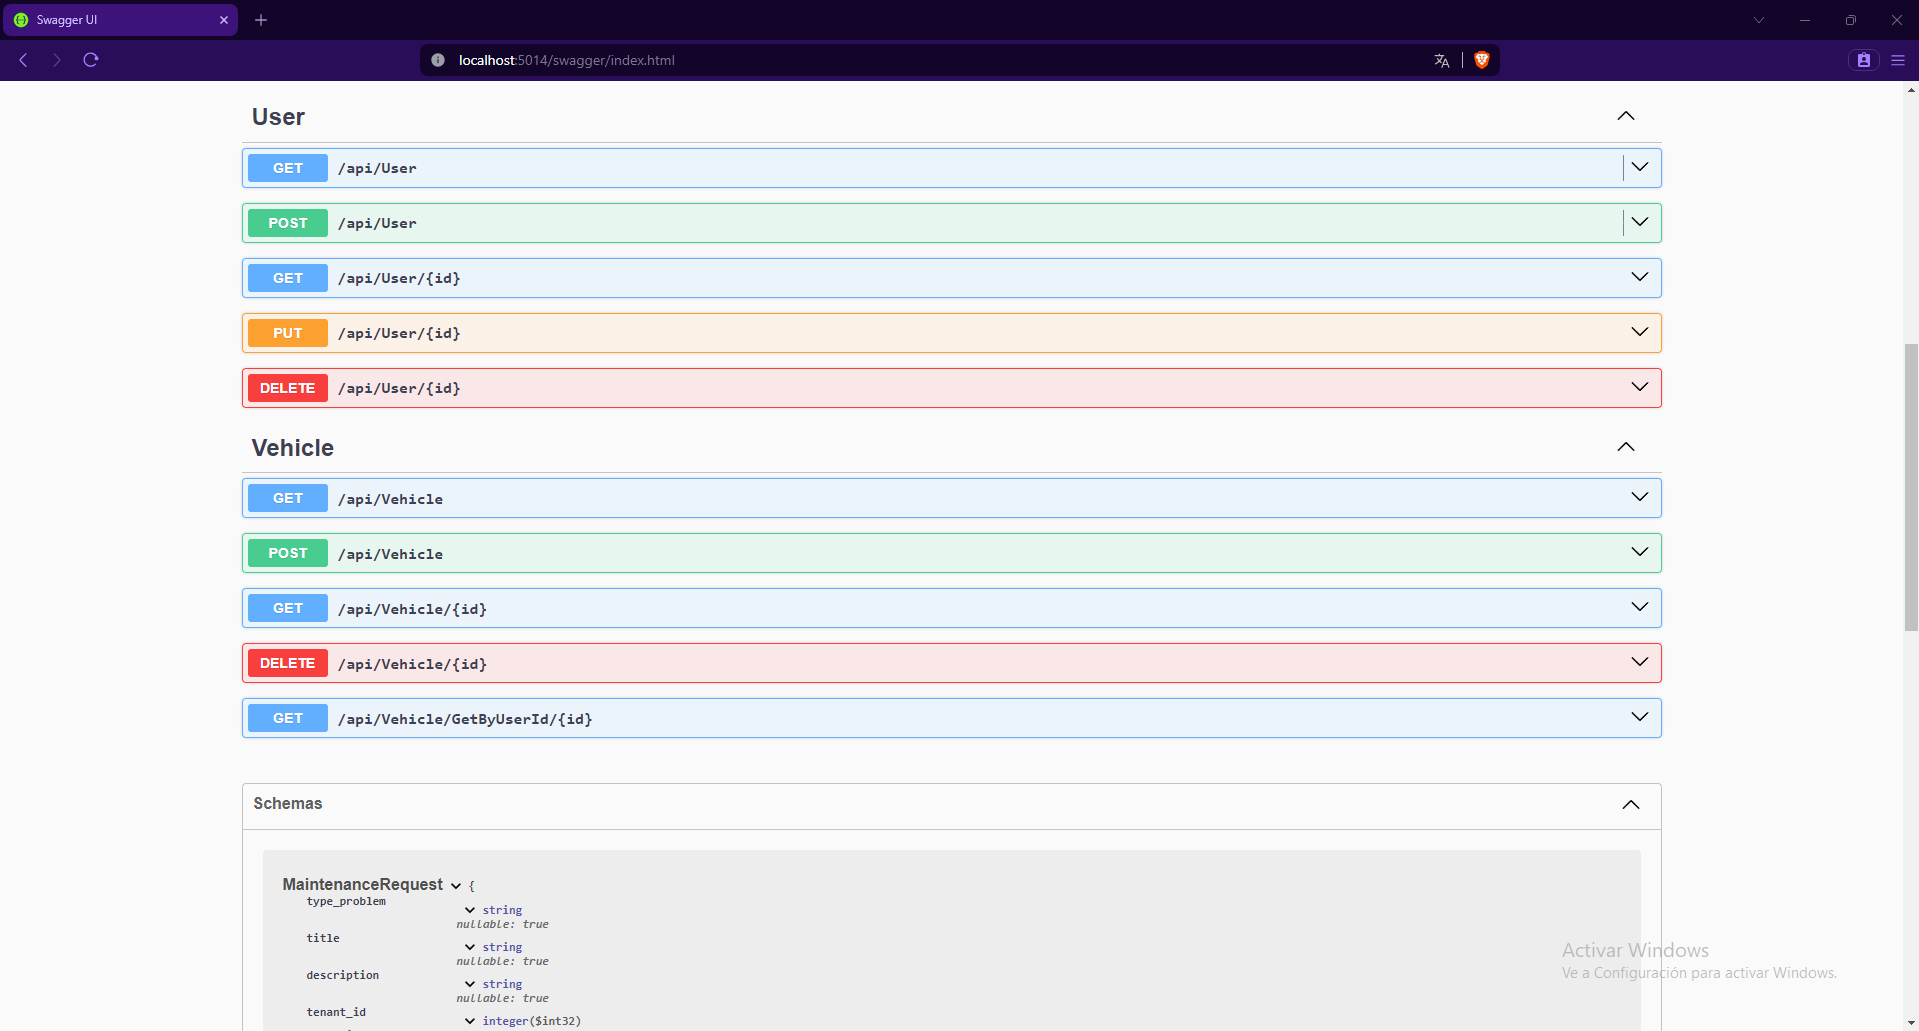 Swagger UI
localhost:5014/swagger/index.html
User
GET /api/User
POST /api/User
GET /api/User/{id}
PUT /api/User/{id}
DELETE /api/User/{id}
Vehicle
GET /api/Vehicle
POST /api/Vehicle
GET /api/Vehicle/{id}
DELETE /api/Vehicle/{id}
GET /api/Vehicle/GetByUserId/{id}
Schemas
MaintenanceRequest {
type_problem
string
nullable: true
title
string
nullable: true
description
string
nullable: true
tenant_id
integer($int32)
Activar Windows
Ve a Configuración para activar Windows.